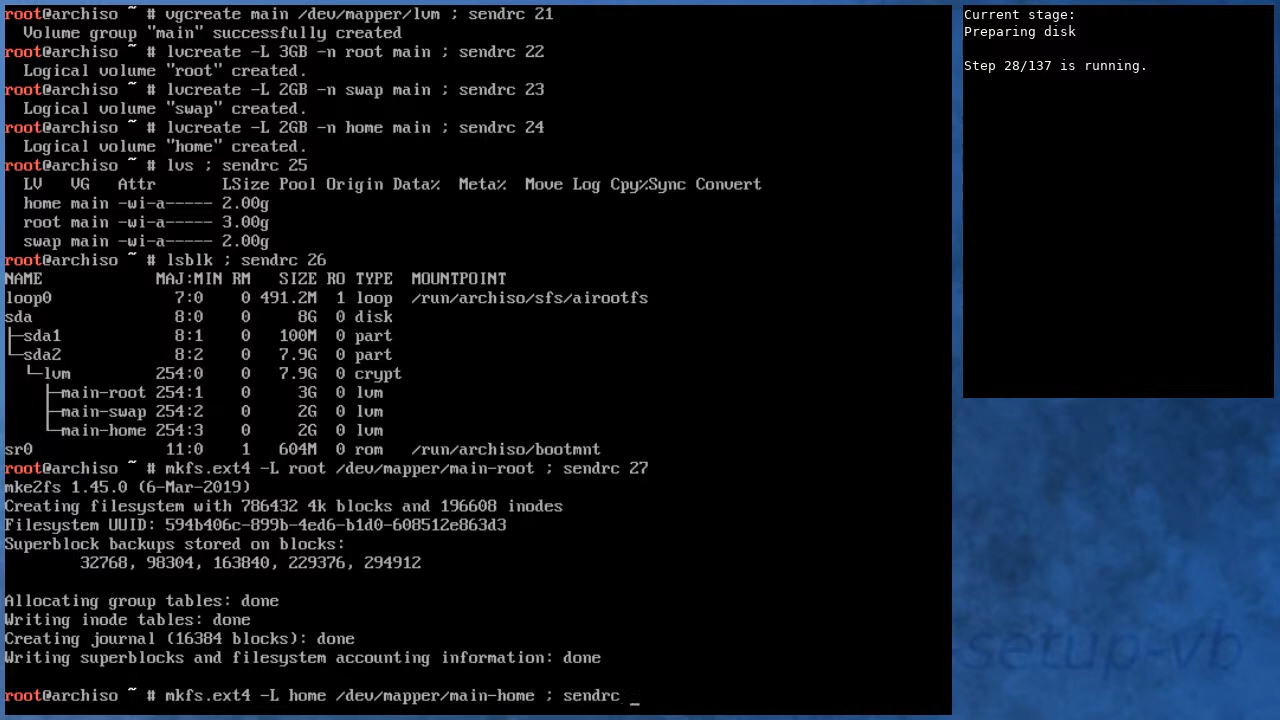 root@archiso ~ # vgcreate main /dev/mapper/lvm ; sendrc 21
  Volume group "main" successfully created
root@archiso ~ # lvcreate -L 3GB -n root main ; sendrc 22
  Logical volume "root" created.
root@archiso ~ # lvcreate -L 2GB -n swap main ; sendrc 23
  Logical volume "swap" created.
root@archiso ~ # lvcreate -L 2GB -n home main ; sendrc 24
  Logical volume "home" created.
root@archiso ~ # lvs ; sendrc 25
  LV   VG   Attr       LSize Pool Origin Data%  Meta%  Move Log Cpy%Sync Convert
  home main -wi-a----- 2.00g
  root main -wi-a----- 3.00g
  swap main -wi-a----- 2.00g
root@archiso ~ # lsblk ; sendrc 26
NAME            MAJ:MIN RM   SIZE RO TYPE  MOUNTPOINT
loop0             7:0    0 491.2M  1 loop  /run/archiso/sfs/airootfs
sda               8:0    0     8G  0 disk
├─sda1            8:1    0   100M  0 part
└─sda2            8:2    0   7.9G  0 part
  └─lvm         254:0    0   7.9G  0 crypt
    ├─main-root 254:1    0     3G  0 lvm
    ├─main-swap 254:2    0     2G  0 lvm
    └─main-home 254:3    0     2G  0 lvm
sr0              11:0    1   604M  0 rom   /run/archiso/bootmnt
root@archiso ~ # mkfs.ext4 -L root /dev/mapper/main-root ; sendrc 27
mke2fs 1.45.0 (6-Mar-2019)
Creating filesystem with 786432 4k blocks and 196608 inodes
Filesystem UUID: 594b406c-899b-4ed6-b1d0-608512e863d3
Superblock backups stored on blocks:
        32768, 98304, 163840, 229376, 294912
Allocating group tables: done
Writing inode tables: done
Creating journal (16384 blocks): done
Writing superblocks and filesystem accounting information: done
root@archiso ~ # mkfs.ext4 -L home /dev/mapper/main-home ; sendrc _
Current stage:
Preparing disk
Step 28/137 is running.
setup-vb